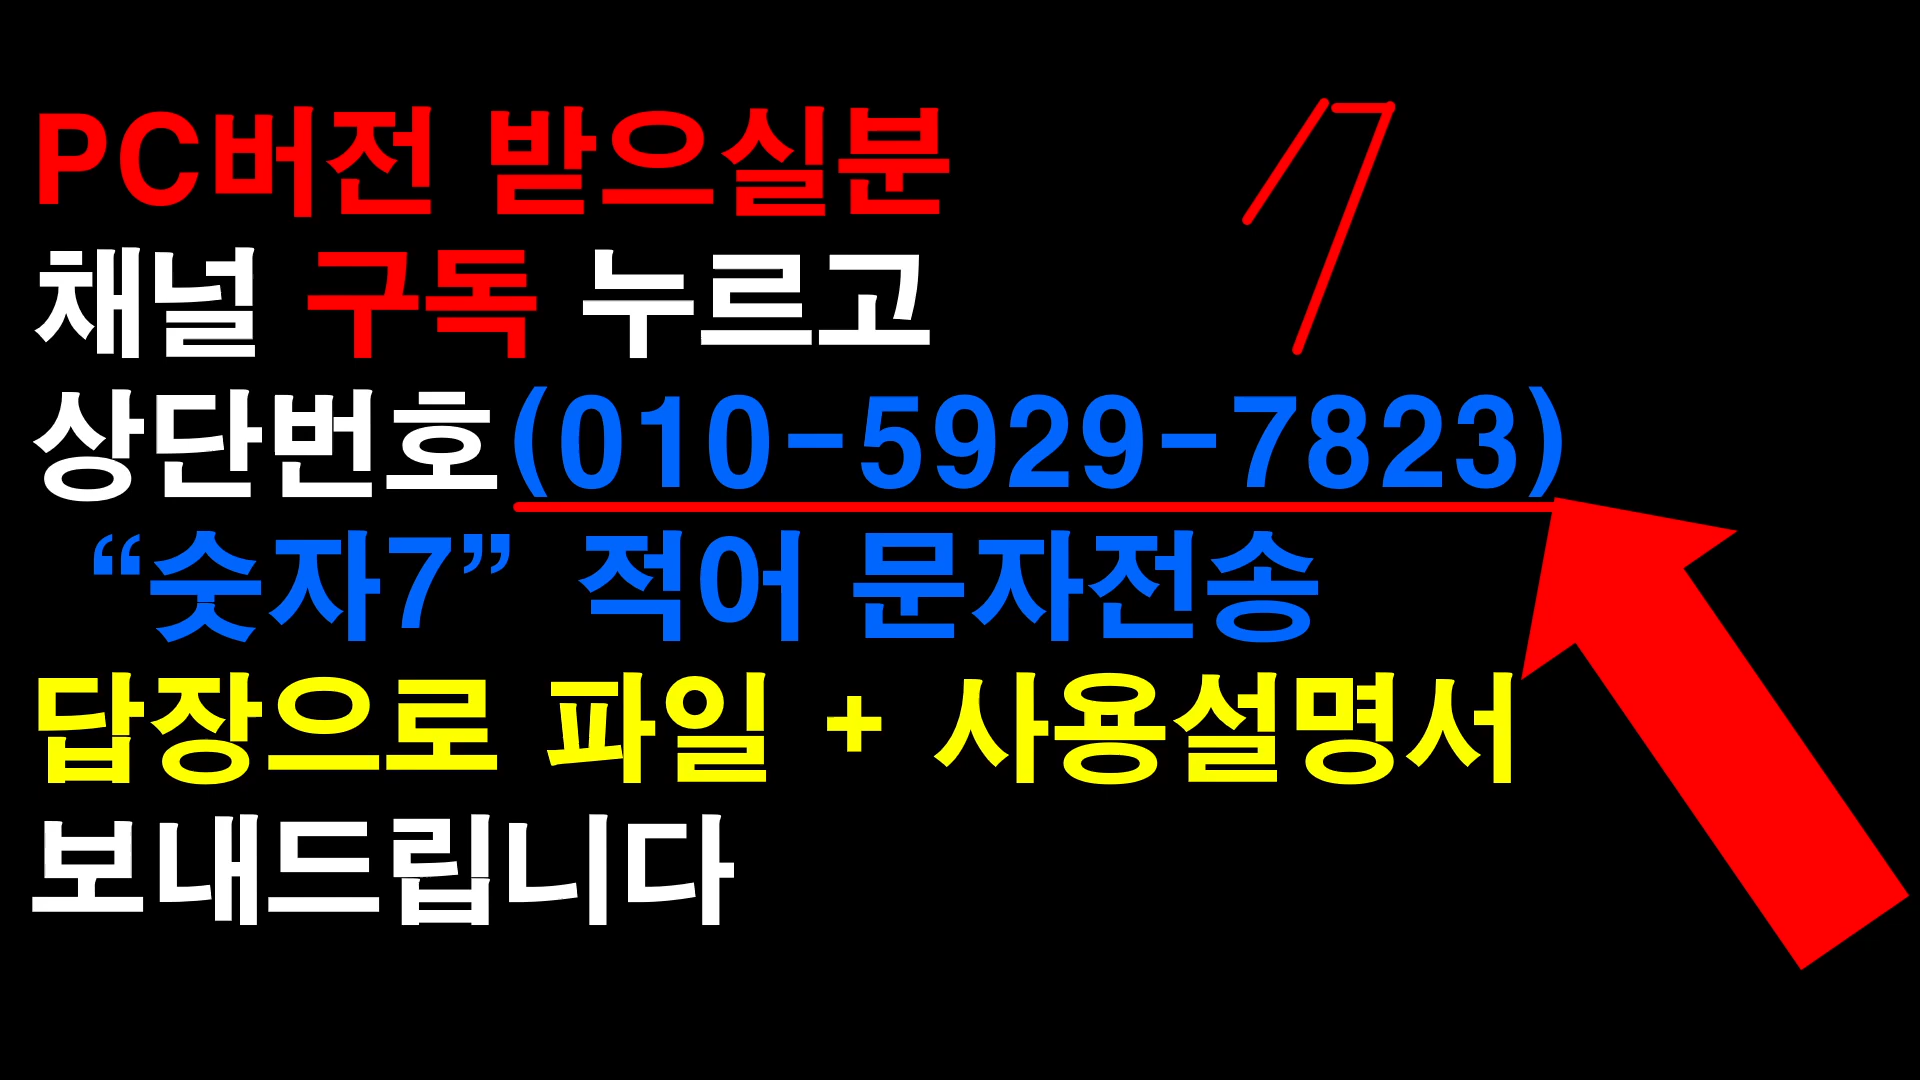 7
PC버전 받으실분
채널 구독 누르고
상단번호(010-5929-7823)
“숫자7” 적어 문자전송
답장으로 파일 + 사용설명서
보내드립니다